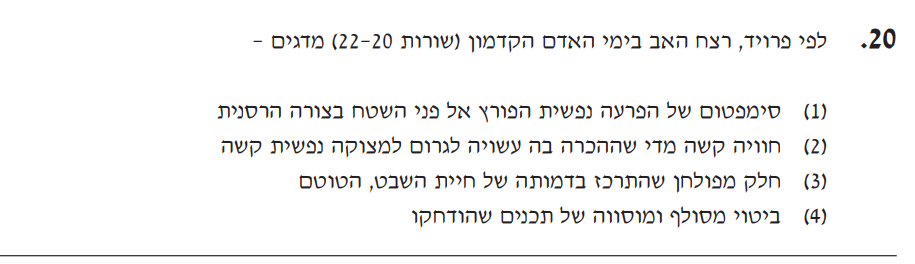 20. לפי פרויד, רצח האב בימי האדם הקדמון (שורות 20–22) מדגים –
(1) סימפטום של הפרעה נפשית הפורץ אל פני השטח בצורה הרסנית
(2) חוויה קשה מדי שההכרה בה עשויה לגרום למצוקה נפשית קשה
(3) חלק מפולחן שהתרכז בדמותה של חיית השבט, הטוטם
(4) ביטוי מסולף ומוסווה של תכנים שהודחקו